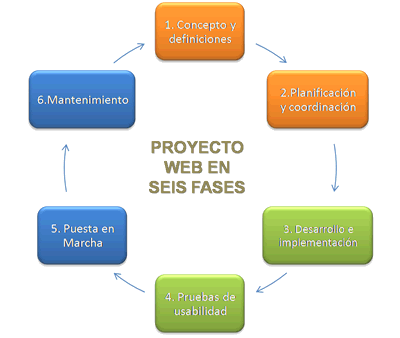 1. Concepto y
definiciones
2.Planificación
y coordinación
3. Desarrollo e
implementación
4. Pruebas de
usabilidad
5. Puesta en
Marcha
6.Mantenimiento
PROYECTO
WEB EN
SEIS FASES